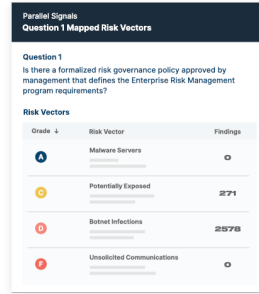 Parallel Signals
Question 1 Mapped Risk Vectors
Question 1
Is there a formalized risk governance policy approved by
management that defines the Enterprise Risk Management
program requirements?
Risk Vectors
Grade ↓ Risk Vector Findings
A Malware Servers 0
C Potentially Exposed 271
D Botnet Infections 2578
F Unsolicited Communications 0